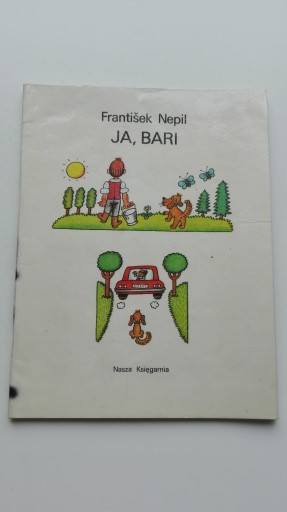 František Nepil
JA, BARI
Nasza Księgarnia